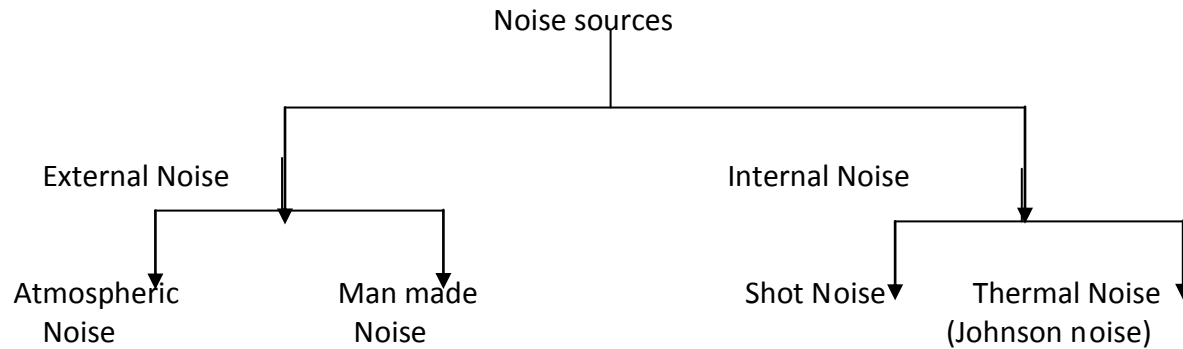 Noise sources
External Noise
Internal Noise
Atmospheric
Noise
Man made
Noise
Shot Noise
Thermal Noise
(Johnson noise)